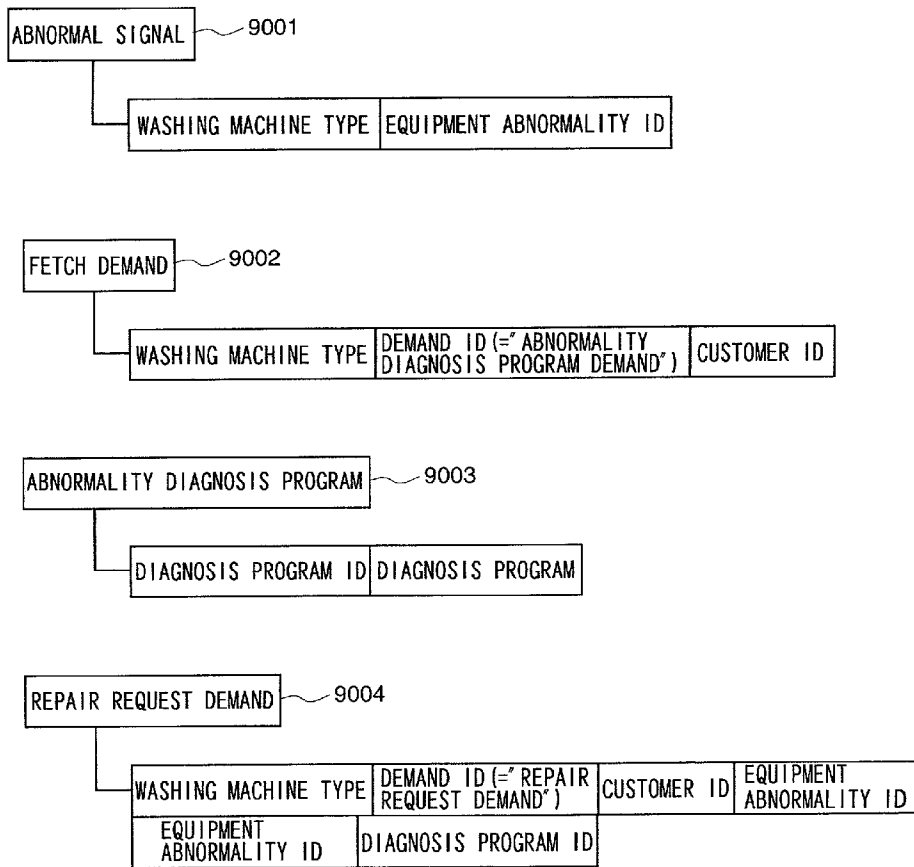 ABNORMAL SIGNAL 9001
WASHING MACHINE TYPE EQUIPMENT ABNORMALITY ID
FETCH DEMAND 9002
WASHING MACHINE TYPE DEMAND ID (="ABNORMALITY DIAGNOSIS PROGRAM DEMAND") CUSTOMER ID
ABNORMALITY DIAGNOSIS PROGRAM 9003
DIAGNOSIS PROGRAM ID DIAGNOSIS PROGRAM
REPAIR REQUEST DEMAND 9004
WASHING MACHINE TYPE DEMAND ID (="REPAIR REQUEST DEMAND") CUSTOMER ID EQUIPMENT ABNORMALITY ID
EQUIPMENT ABNORMALITY ID DIAGNOSIS PROGRAM ID